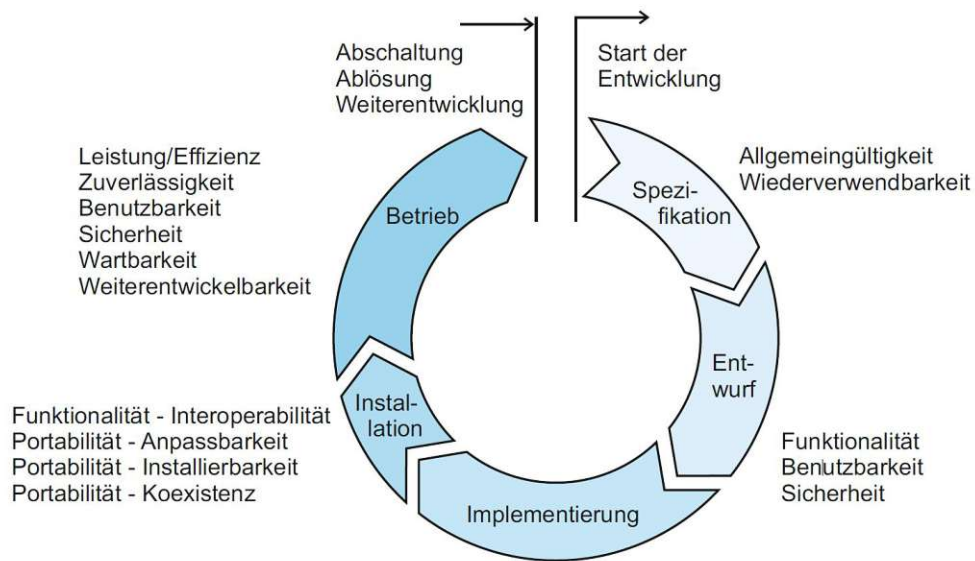 Abschaltung
Ablösung
Weiterentwicklung
Start der
Entwicklung
Allgemeingültigkeit
Wiederverwendbarkeit
Spezi-
fikation
Ent-
wurf
Funktionalität
Benutzbarkeit
Sicherheit
Implementierung
Instal-
lation
Funktionalität - Interoperabilität
Portabilität - Anpassbarkeit
Portabilität - Installierbarkeit
Portabilität - Koexistenz
Betrieb
Leistung/Effizienz
Zuverlässigkeit
Benutzbarkeit
Sicherheit
Wartbarkeit
Weiterentwickelbarkeit